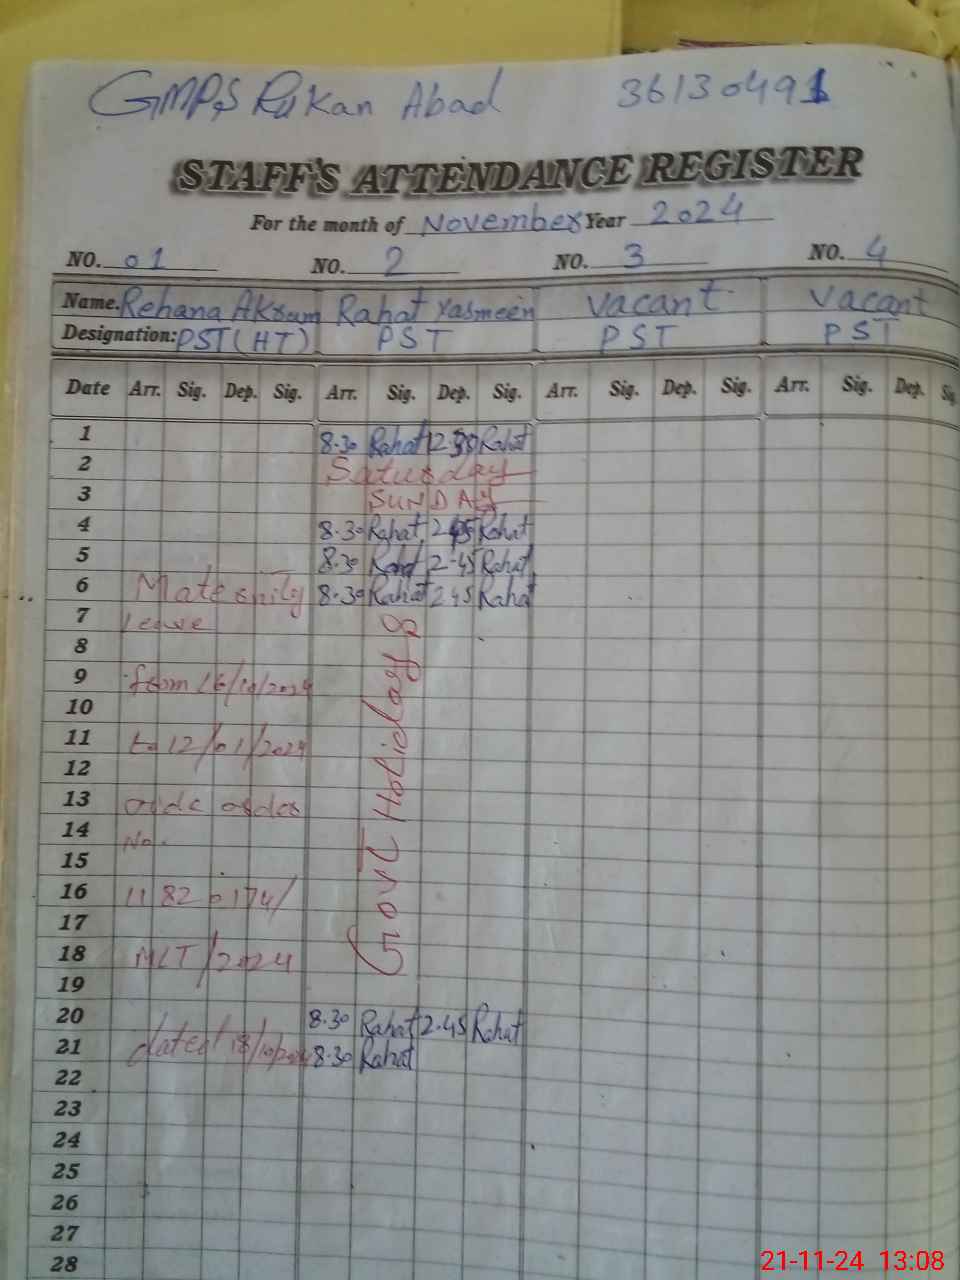 GMPS Rukan Abad 36130491
STAFF'S ATTENDANCE REGISTER
For the month of November Year 2024
NO. 01 NO. 2 NO. 3 NO. 4
Name. Rehana Akram Rahat Yasmeen Vacant Vacant
Designation: PST (HT) PST PST PST
Date Arr. Sig. Dep. Sig. Arr. Sig. Dep. Sig. Arr. Sig. Dep. Sig. Arr. Sig. Dep.
1 8.30 Rahat Rahat
2 Saturday
3 SUNDAY
4 8.30 Rahat 2.45 Rahat
5 8.30 Rahat 2-45 Rahat
6 Maternity 8.30 Rahat 2 45 Rahat
7 leave
8
9 from 16/10/2024
10
11 to 12/01/2024
12
13 order
14 No.
15
16
17
18 MLT/2024
19
Govt Holidays
20 8.30 Rahat 2.45 Rahat
21 dated 18/10/2024 8.30 Rahat
22
23
24
25
26
27
28
21-11-24 13:08